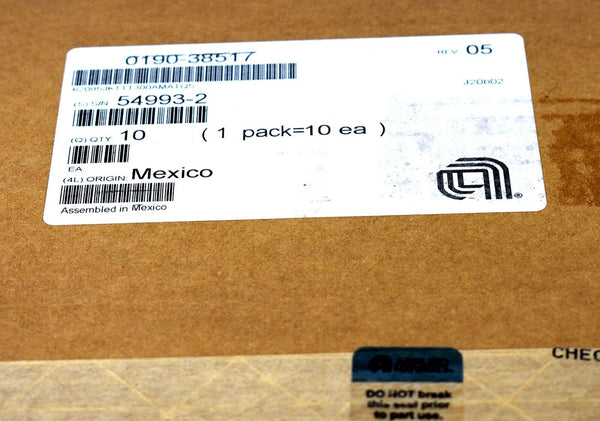 0190-38517
REV 05
J20b02
(S) S/N 54993-2
(Q) QTY 10 ( 1 pack=10 ea )
EA.
(4L) ORIGIN: Mexico
Assembled in Mexico
CHEC
DO NOT break
this seal prior
to part use.